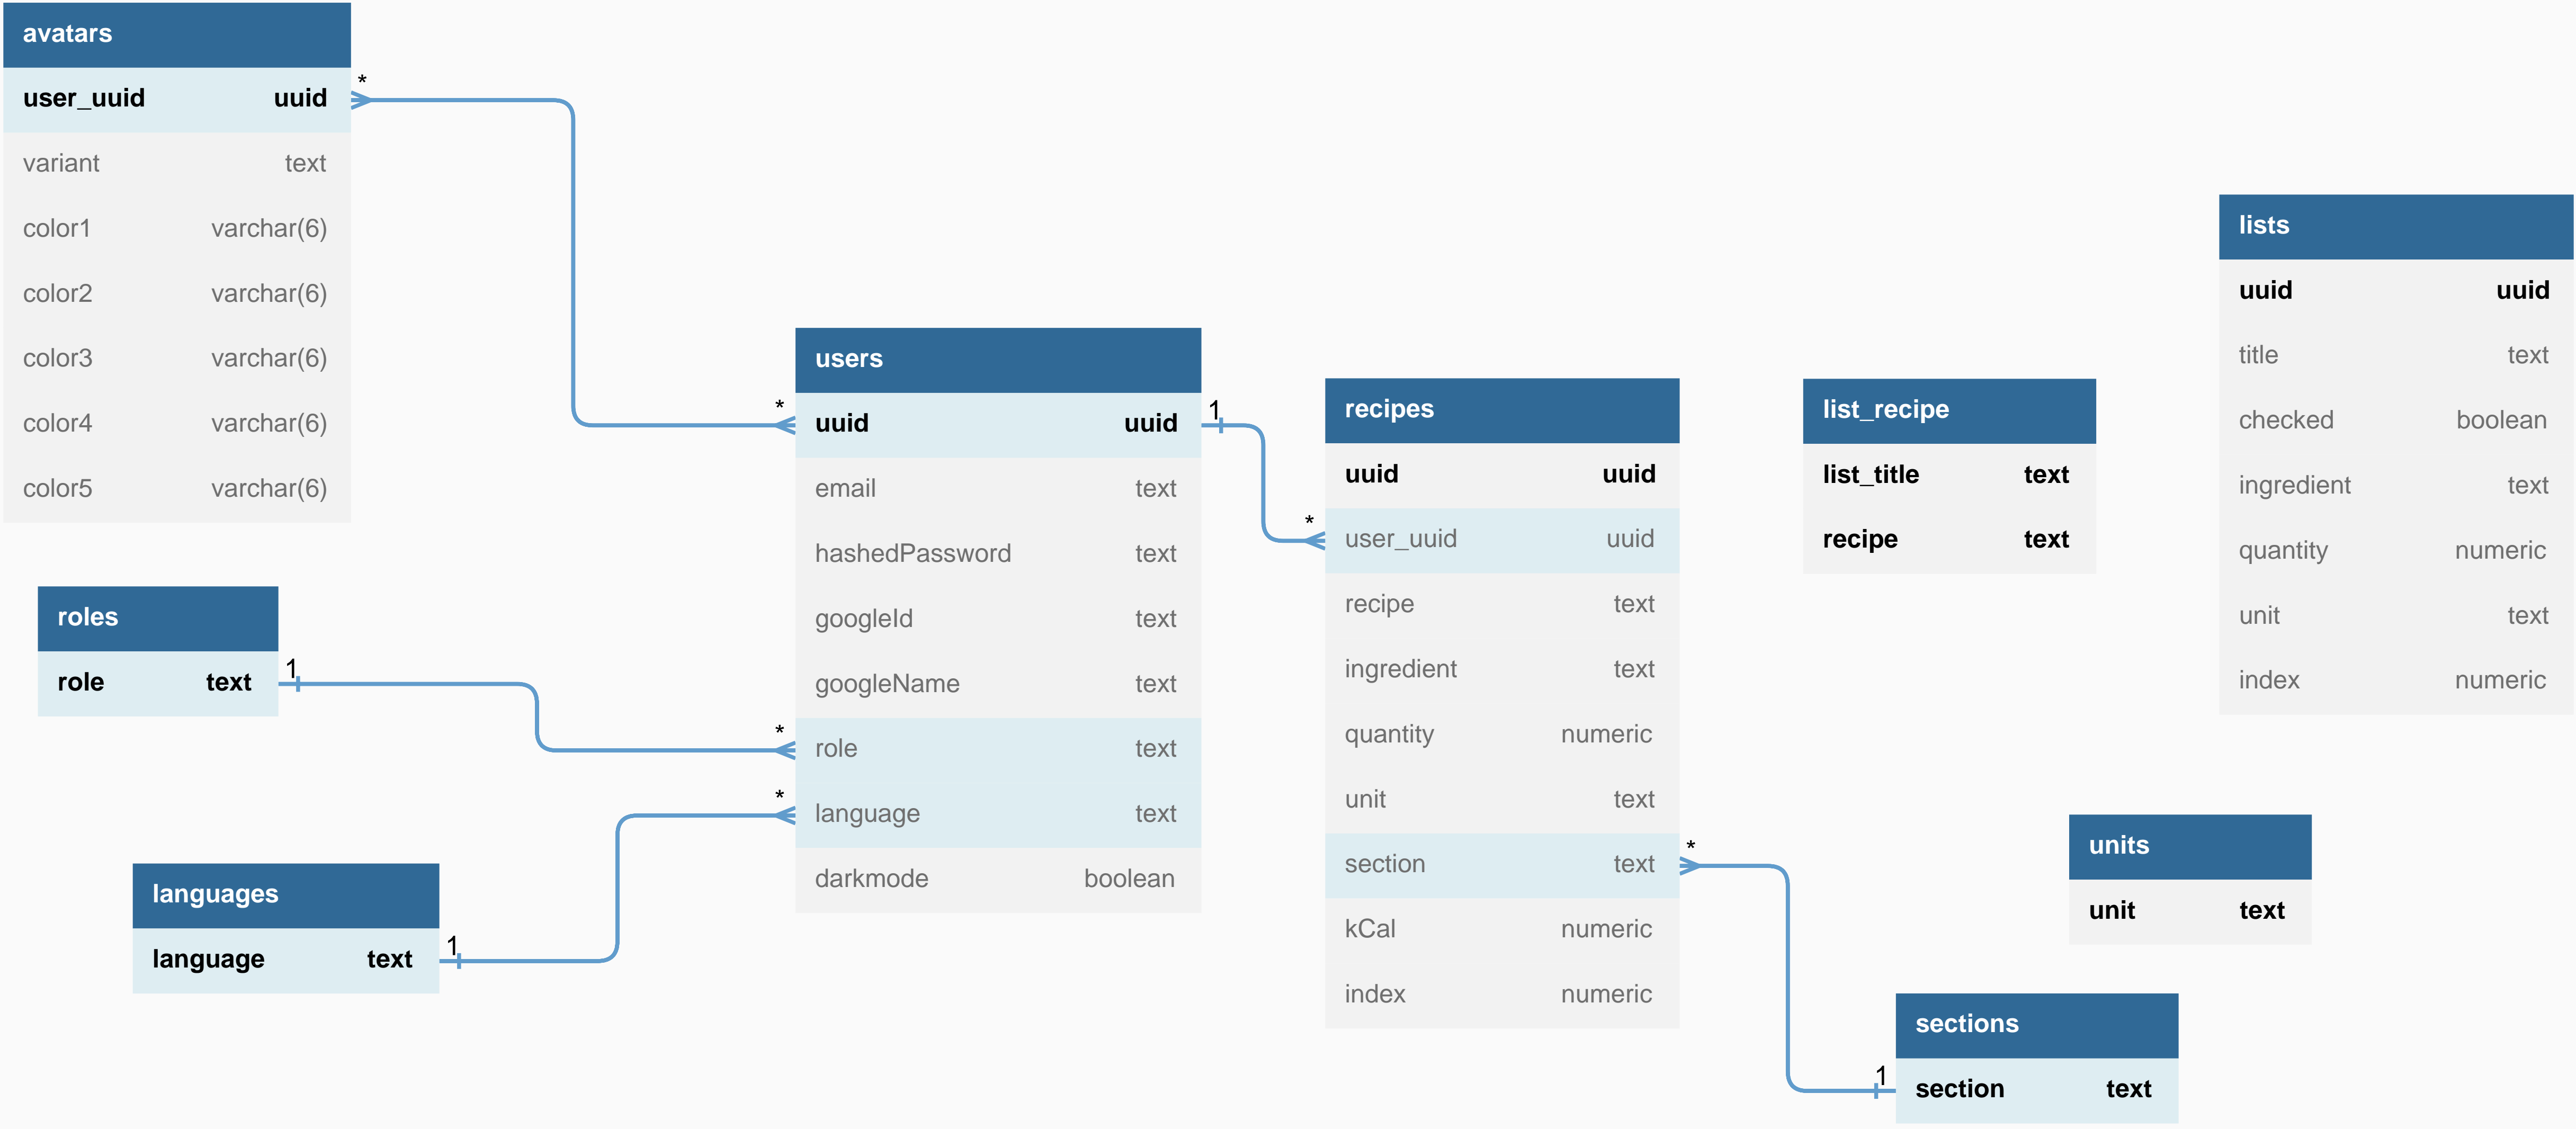 avatars
user_uuid uuid
variant text
color1 varchar(6)
color2 varchar(6)
color3 varchar(6)
color4 varchar(6)
color5 varchar(6)
*
*
roles
role text
1
*
languages
language text
1
*
users
uuid uuid
email text
hashedPassword text
googleId text
googleName text
role text
language text
darkmode boolean
1
*
recipes
uuid uuid
user_uuid uuid
recipe text
ingredient text
quantity numeric
unit text
section text
kCal numeric
index numeric
*
1
list_recipe
list_title text
recipe text
lists
uuid uuid
title text
checked boolean
ingredient text
quantity numeric
unit text
index numeric
units
unit text
sections
section text